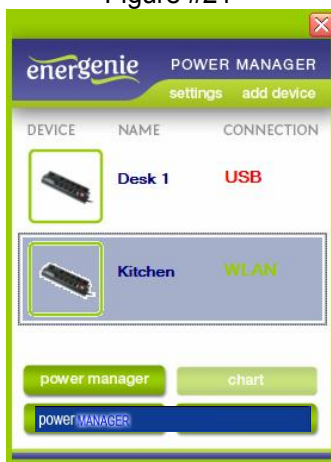 Figure #21
energenie POWER MANAGER
settings add device
DEVICE NAME CONNECTION
Desk 1 USB
Kitchen WLAN
power manager chart
power MANAGER